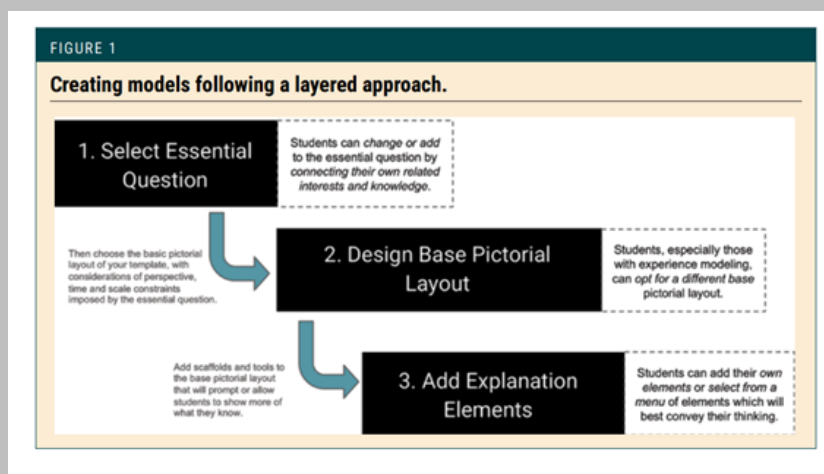 FIGURE 1
Creating models following a layered approach.
1. Select Essential
Question
Students can change or add
to the essential question by
connecting their own related
interests and knowledge.
Then choose the basic pictorial
layout of your template, with
considerations of perspective,
time and scale constraints
imposed by the essential question.
2. Design Base Pictorial
Layout
Students, especially those
with experience modeling,
can opt for a different base
pictorial layout.
Add scaffolds and tools to
the base pictorial layout
that will prompt or allow
students to show more of
what they know.
3. Add Explanation
Elements
Students can add their own
elements or select from a
menu of elements which will
best convey their thinking.